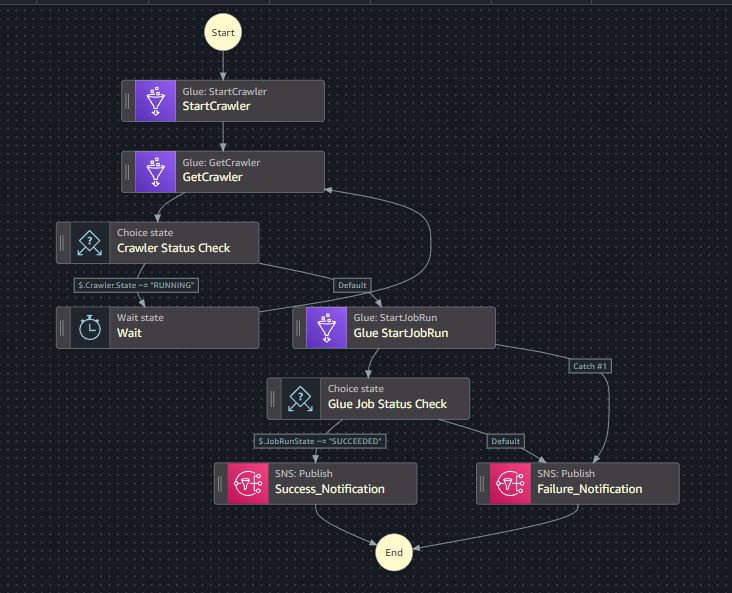 Start
Glue: StartCrawler
StartCrawler
Glue: GetCrawler
GetCrawler
Choice state
Crawler Status Check
$.Crawler.State ~= "RUNNING"
Default
Wait state
Wait
Glue: StartJobRun
Glue StartJobRun
Catch #1
Choice state
Glue Job Status Check
$.JobRunState ~= "SUCCEEDED"
Default
SNS: Publish
Success_Notification
SNS: Publish
Failure_Notification
End